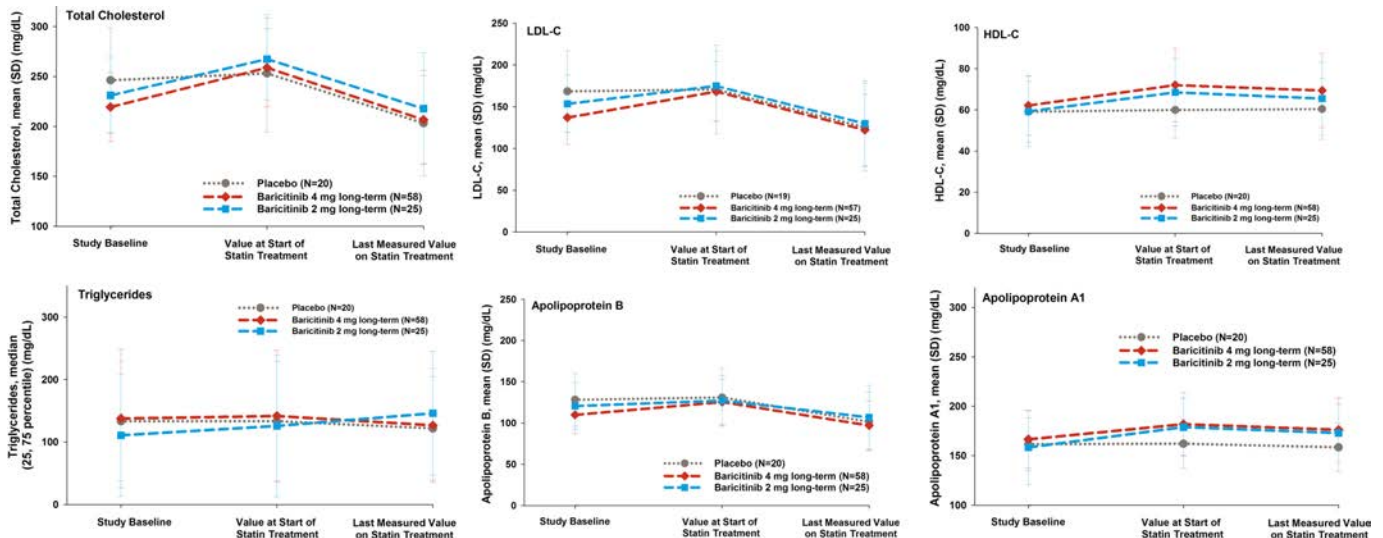 Total Cholesterol
Total Cholesterol, mean (SD) (mg/dL)
300
250
200
150
100
Placebo (N=20)
Baricitinib 4 mg long-term (N=58)
Baricitinib 2 mg long-term (N=25)
Study Baseline
Value at Start of
Statin Treatment
Last Measured Value
on Statin Treatment
LDL-C
LDL-C, mean (SD) (mg/dL)
250
200
150
100
50
0
Placebo (N=19)
Baricitinib 4 mg long-term (N=57)
Baricitinib 2 mg long-term (N=25)
Study Baseline
Value at Start of
Statin Treatment
Last Measured Value
on Statin Treatment
HDL-C
HDL-C, mean (SD) (mg/dL)
100
80
60
40
20
0
Placebo (N=20)
Baricitinib 4 mg long-term (N=58)
Baricitinib 2 mg long-term (N=25)
Study Baseline
Value at Start of
Statin Treatment
Last Measured Value
on Statin Treatment
Triglycerides
Triglycerides, median
(25, 75 percentile) (mg/dL)
300
200
100
0
Placebo (N=20)
Baricitinib 4 mg long-term (N=58)
Baricitinib 2 mg long-term (N=25)
Study Baseline
Value at Start of
Statin Treatment
Last Measured Value
on Statin Treatment
Apolipoprotein B
Apolipoprotein B, mean (SD) (mg/dL)
250
200
150
100
50
0
Placebo (N=20)
Baricitinib 4 mg long-term (N=58)
Baricitinib 2 mg long-term (N=25)
Study Baseline
Value at Start of
Statin Treatment
Last Measured Value
on Statin Treatment
Apolipoprotein A1
Apolipoprotein A1, mean (SD) (mg/dL)
300
250
200
150
100
Placebo (N=20)
Baricitinib 4 mg long-term (N=58)
Baricitinib 2 mg long-term (N=25)
Study Baseline
Value at Start of
Statin Treatment
Last Measured Value
on Statin Treatment